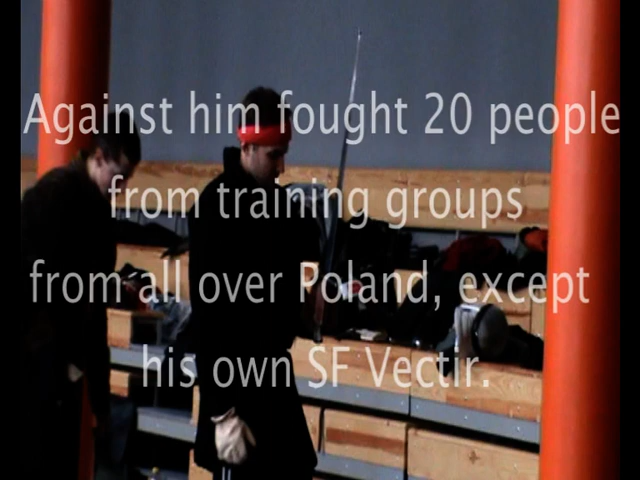 Against him fought 20 people
from training groups
from all over Poland, except
his own SF Vectir.